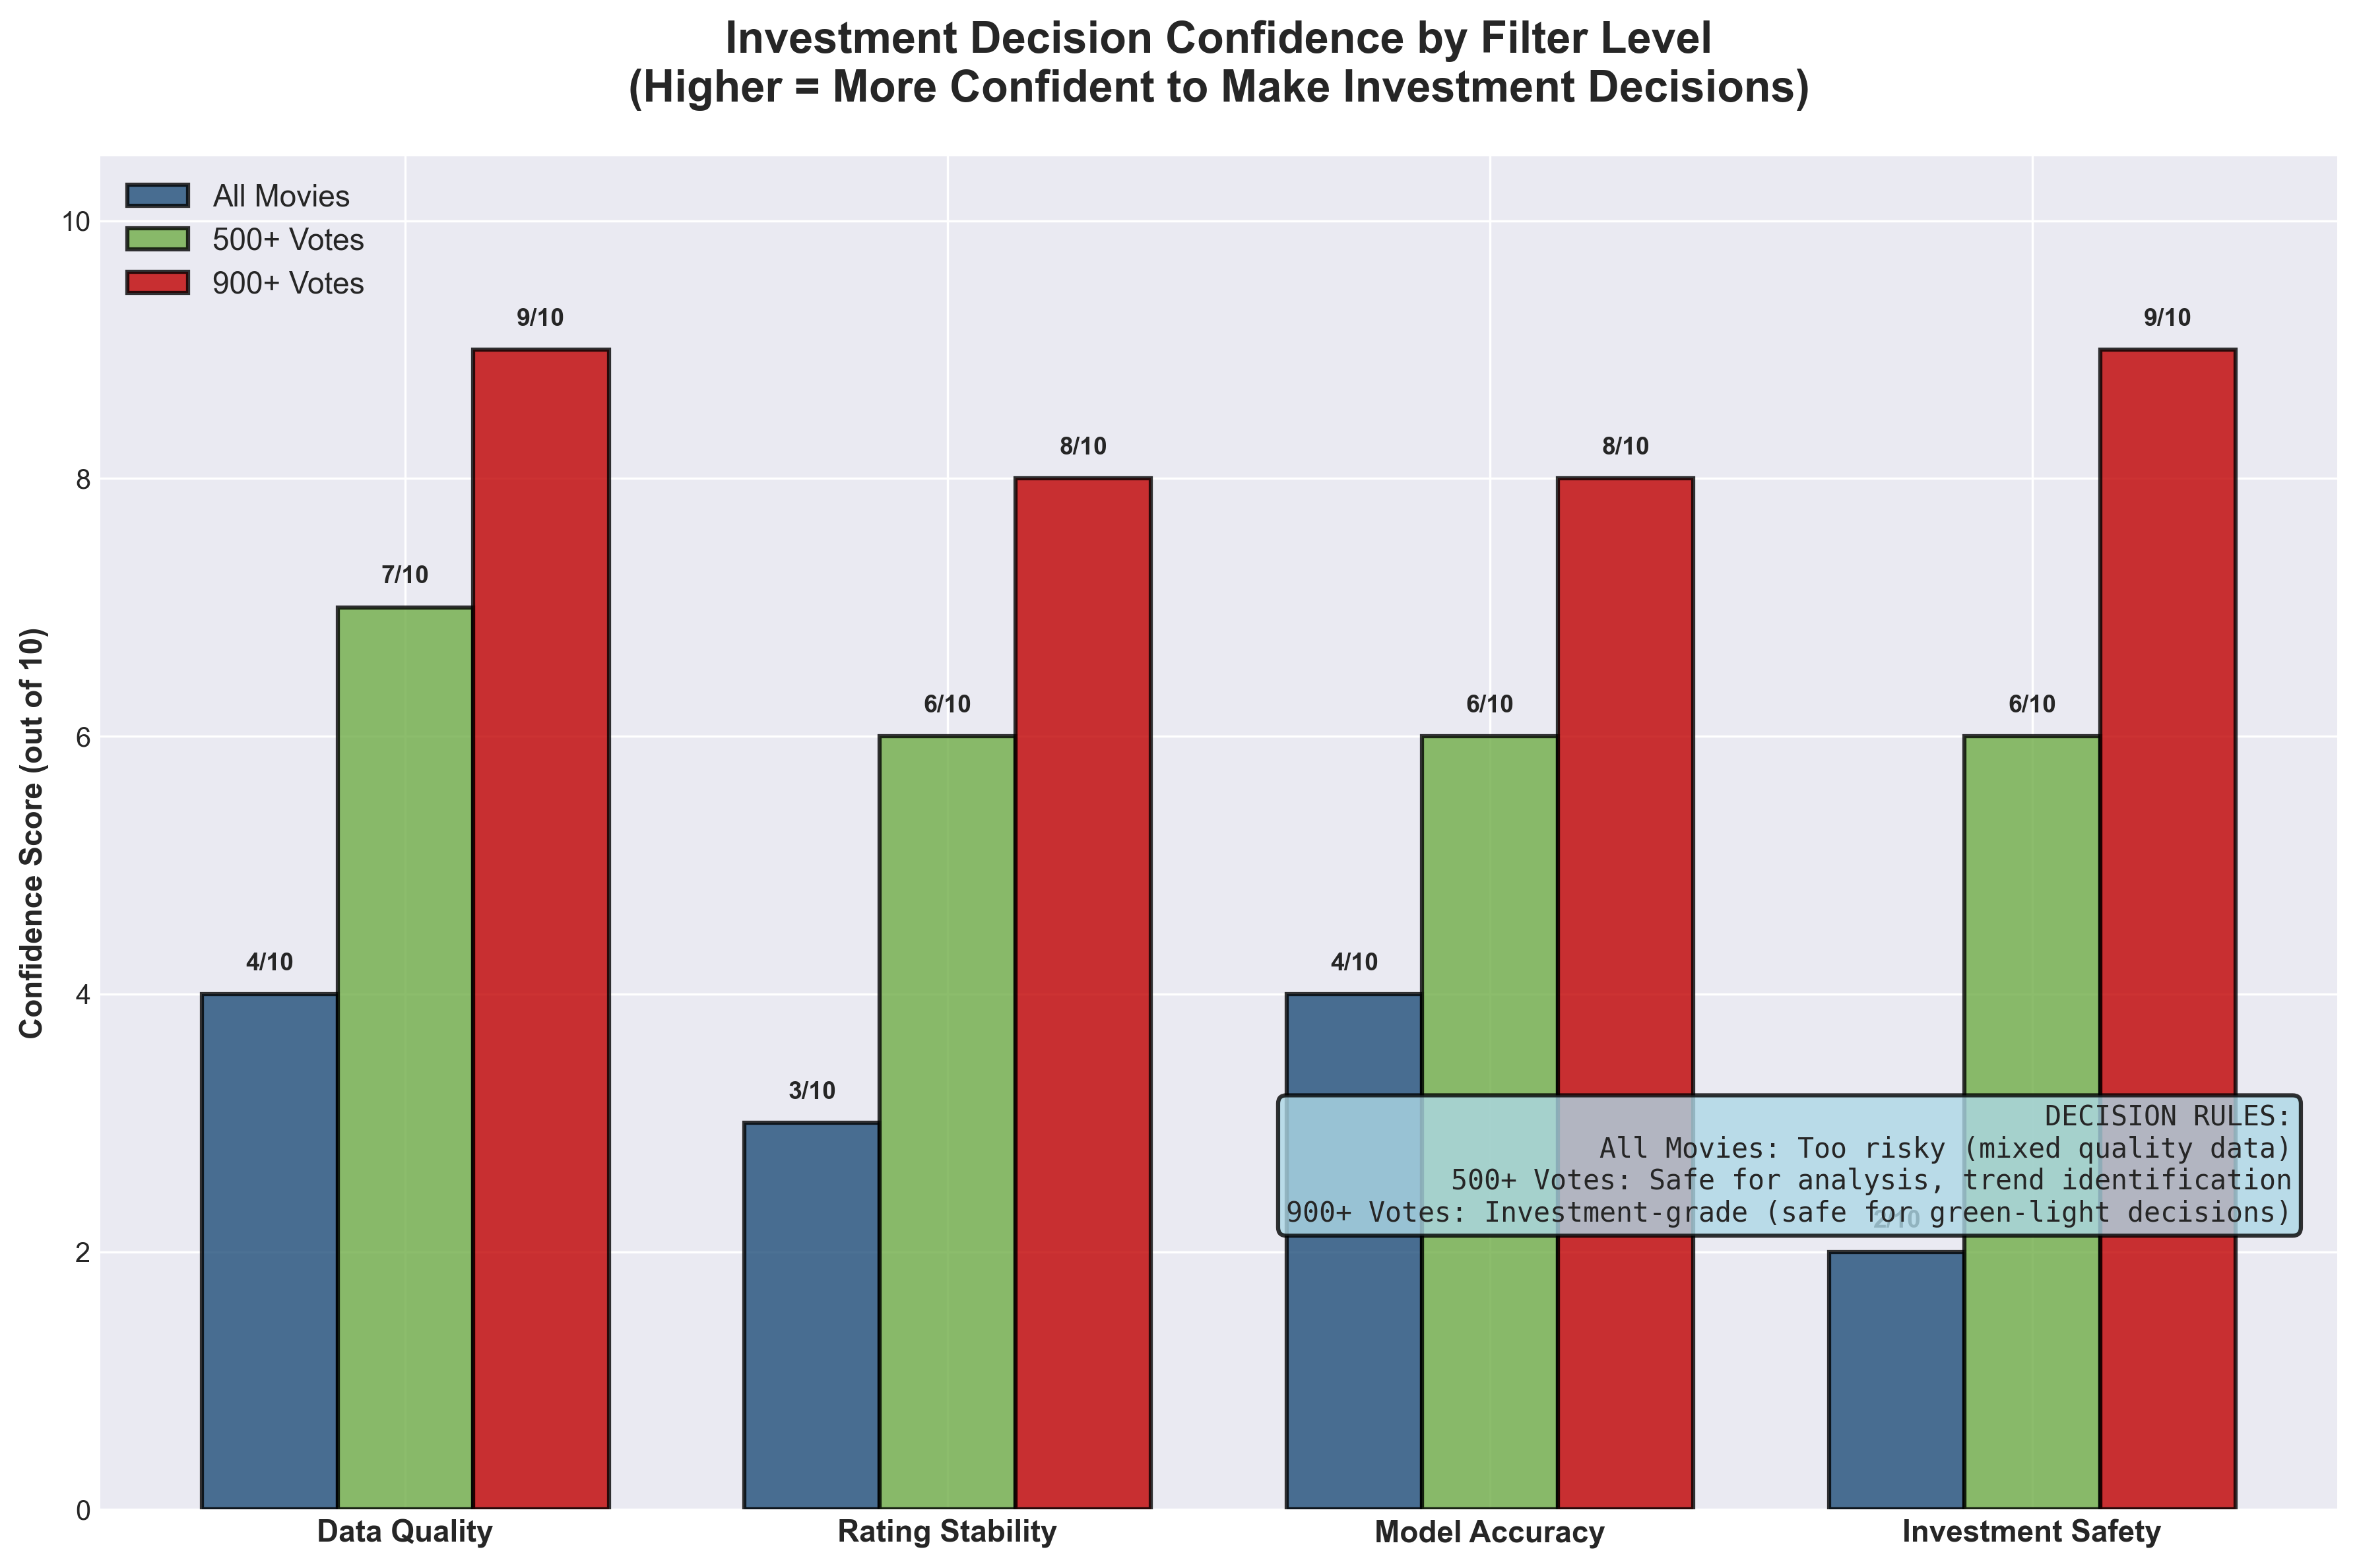 Investment Decision Confidence by Filter Level
(Higher = More Confident to Make Investment Decisions)
All Movies
500+ Votes
900+ Votes
Confidence Score (out of 10)
10
8
6
4
2
0
4/10
7/10
9/10
3/10
6/10
8/10
4/10
6/10
8/10
2/10
6/10
9/10
DECISION RULES:
All Movies: Too risky (mixed quality data)
500+ Votes: Safe for analysis, trend identification
900+ Votes: Investment-grade (safe for green-light decisions)
Data Quality
Rating Stability
Model Accuracy
Investment Safety